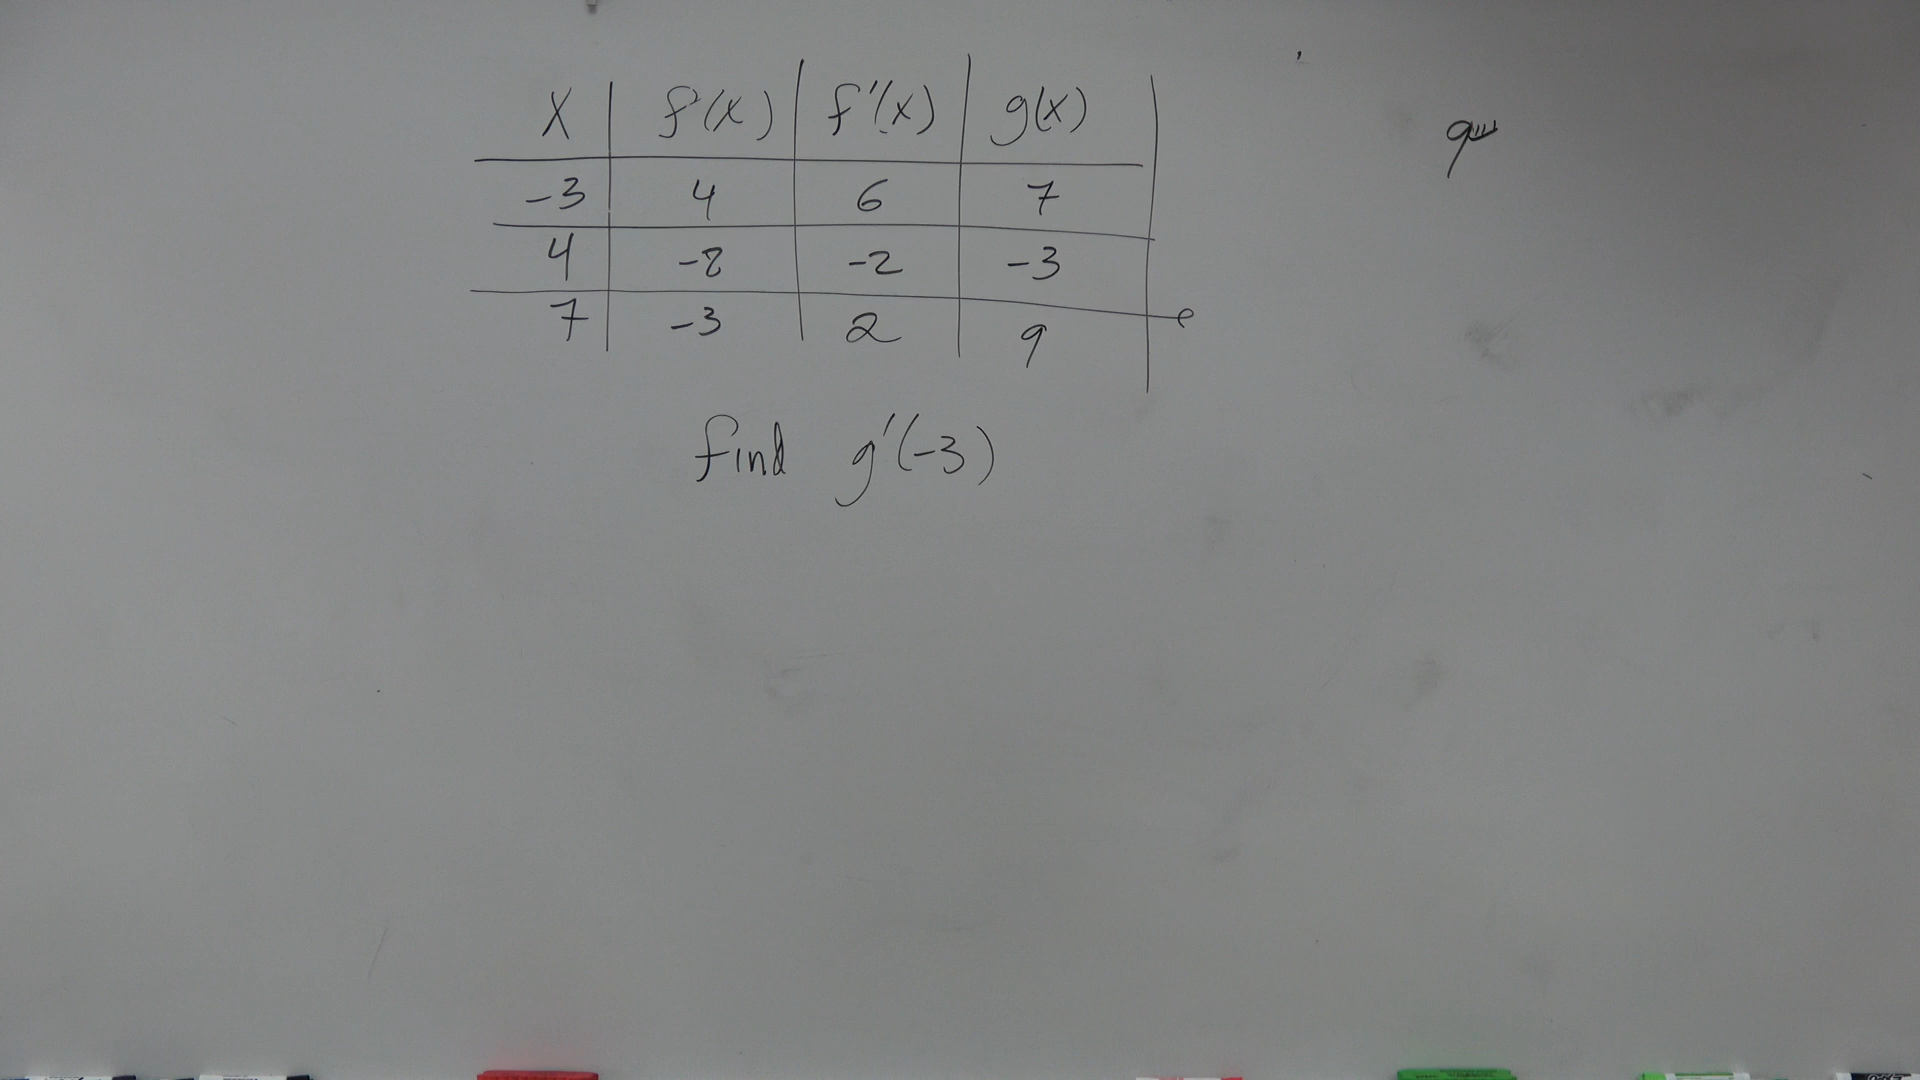 x f(x) f'(x) g(x)
-3 4 6 7
4 -8 -2 -3
7 -3 2 9
find g'(-3)